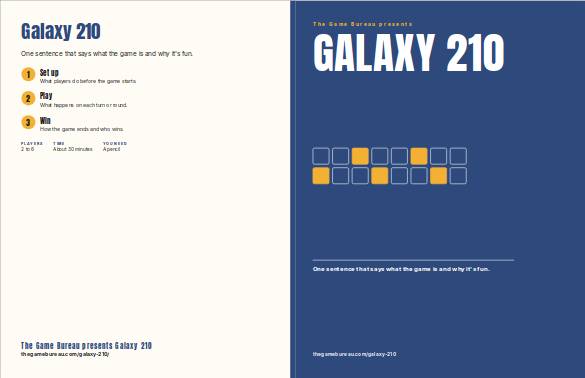 Galaxy 210
One sentence that says what the game is and why it's fun.
1
Set up
What players do before the game starts.
2
Play
What happens on each turn or round.
3
Win
How the game ends and who wins.
PLAYERS TIME YOU NEED
2 to 6 About 30 minutes A pencil
The Game Bureau presents Galaxy 210
thegamebureau.com/galaxy-210/
The Game Bureau presents
GALAXY 210
One sentence that says what the game is and why it's fun.
thegamebureau.com/galaxy-210